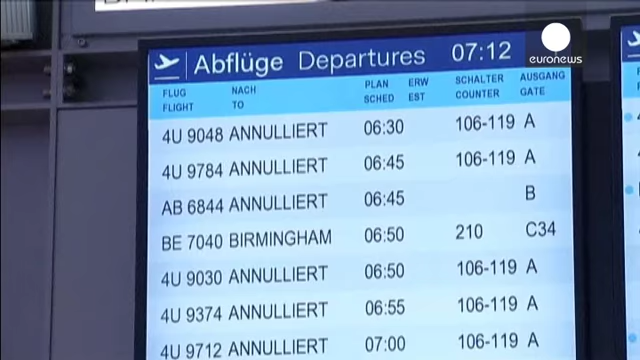 Abflüge Departures 07:12
euronews
FLUG NACH PLAN ERW SCHALTER AUSGANG
FLIGHT TO SCHED EST COUNTER GATE
4U 9048 ANNULLIERT 06:30 106-119 A
4U 9784 ANNULLIERT 06:45 106-119 A
AB 6844 ANNULLIERT 06:45 B
BE 7040 BIRMINGHAM 06:50 210 C34
4U 9030 ANNULLIERT 06:50 106-119 A
4U 9374 ANNULLIERT 06:55 106-119 A
4U 9712 ANNULLIERT 07:00 106-119 A